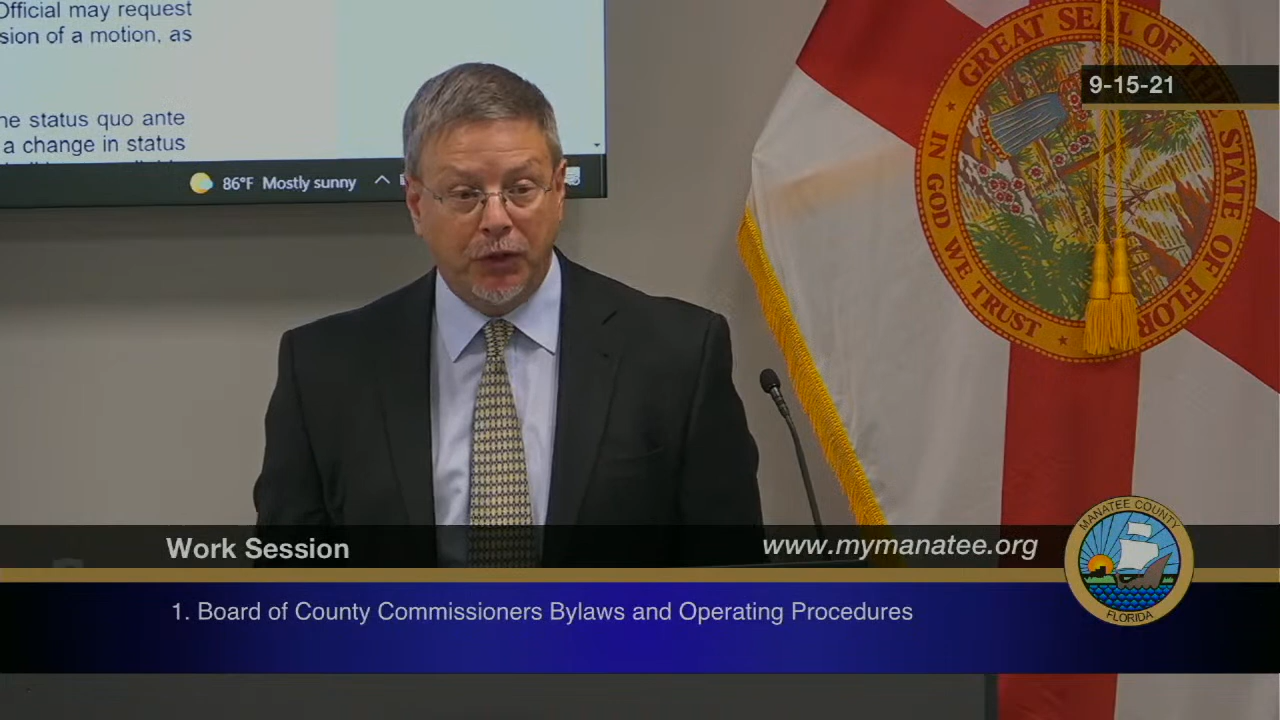 Official may request
sion of a motion, as
ne status quo ante
a change in status
86°F Mostly sunny
GREAT SEAL OF THE STATE OF FLOR
IN GOD WE TRUST
9-15-21
Work Session
www.mymanatee.org
MANATEE COUNTY
FLORIDA
1. Board of County Commissioners Bylaws and Operating Procedures